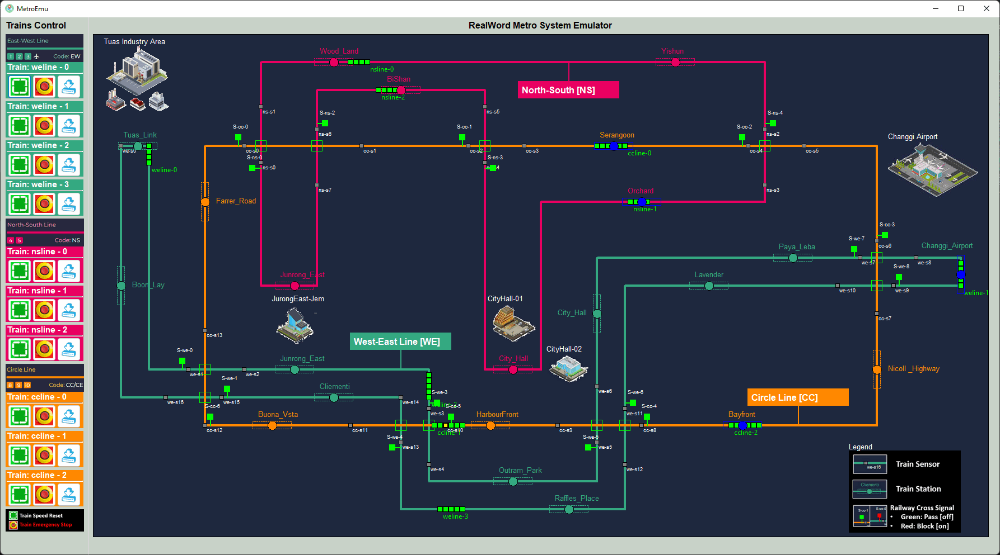 MetroEmu
Trains Control
RealWord Metro System Emulator
East-West Line
1 2 3 Code: EW
Train: weline - 0
Train: weline - 1
Train: weline - 2
Train: weline - 3
North-South Line
4 5 Code: NS
Train: nsline - 0
Train: nsline - 1
Train: nsline - 2
Circle Line
8 9 10 Code: CC/CE
Train: ccline - 0
Train: ccline - 1
Train: ccline - 2
Train Speed Reset
Train Emergency Stop
Tuas Industry Area
Wood_Land
nsline-0
Yishun
BiShan
nsline-2
North-South [NS]
ns-s1
S-ns-2
ns-s5
S-ns-4
S-cc-0
ns-s6
S-cc-1
S-cc-2
ns-s2
Tuas_Link
Serangoon
Changgi Airport
we-s0
cc-s0
cc-s1
cc-s2
cc-s3
ccline-0
cc-s4
cc-s5
S-ns-0
S-ns-3
weline-0
ns-s0
ns-s4
ns-s7
ns-s3
Orchard
Farrer_Road
nsline-1
S-cc-3
S-we-7
cc-s6
Paya_Leba
Changgi_Airport
we-s7
we-s8
S-we-8
Junrong_East
Lavender
Boon_Lay
we-s10
we-s9
weline-1
JurongEast-Jem
CityHall-01
City_Hall
cc-s7
cc-s13
West-East Line [WE]
CityHall-02
S-we-0
Junrong_East
City_Hall
Nicoll _Highway
we-s1
we-s2
S-we-1
Cliementi
we-s6
S-we-3
S-we-6
Circle Line [CC]
we-s16
we-s15
we-s14
weline-2
S-cc-6
S-cc-5
S-cc-4
Buona_Vsta
we-s3
HarbourFront
we-s11
Bayfront
cc-s12
cc-s11
ccline-1
cc-s10
cc-s9
cc-s8
ccline-2
S-we-4
S-we-5
we-s13
we-s5
we-s4
Outram_Park
we-s12
Raffles_Place
weline-3
Legend
we-s16
Train Sensor
Cliementi
Train Station
S-cc-1
S-we-0
Railway Cross Signal
• Green: Pass [off]
• Red: Block [on]